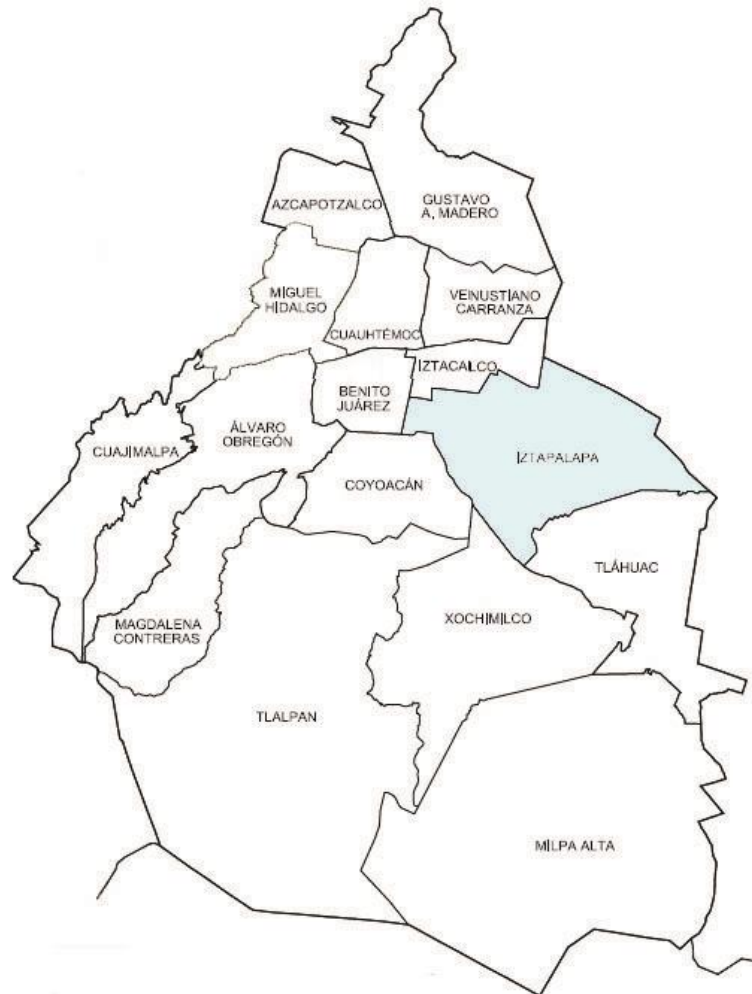 AZCAPOTZALCO
GUSTAVO
A, MADERO
MIGUEL
HIDALGO
VEINUSTIANO
CARRANZA
CUAUHTÉMOC
IZTACALCO
BENITO
JUÁREZ
ÁLVARO
OBREGÓN
CUAJIMALPA
IZTAPALAPA
COYOACÁN
TLÁHUAC
MAGDALENA
CONTRERAS
XOCHIMILCO
TLALPAN
MILPA ALTA